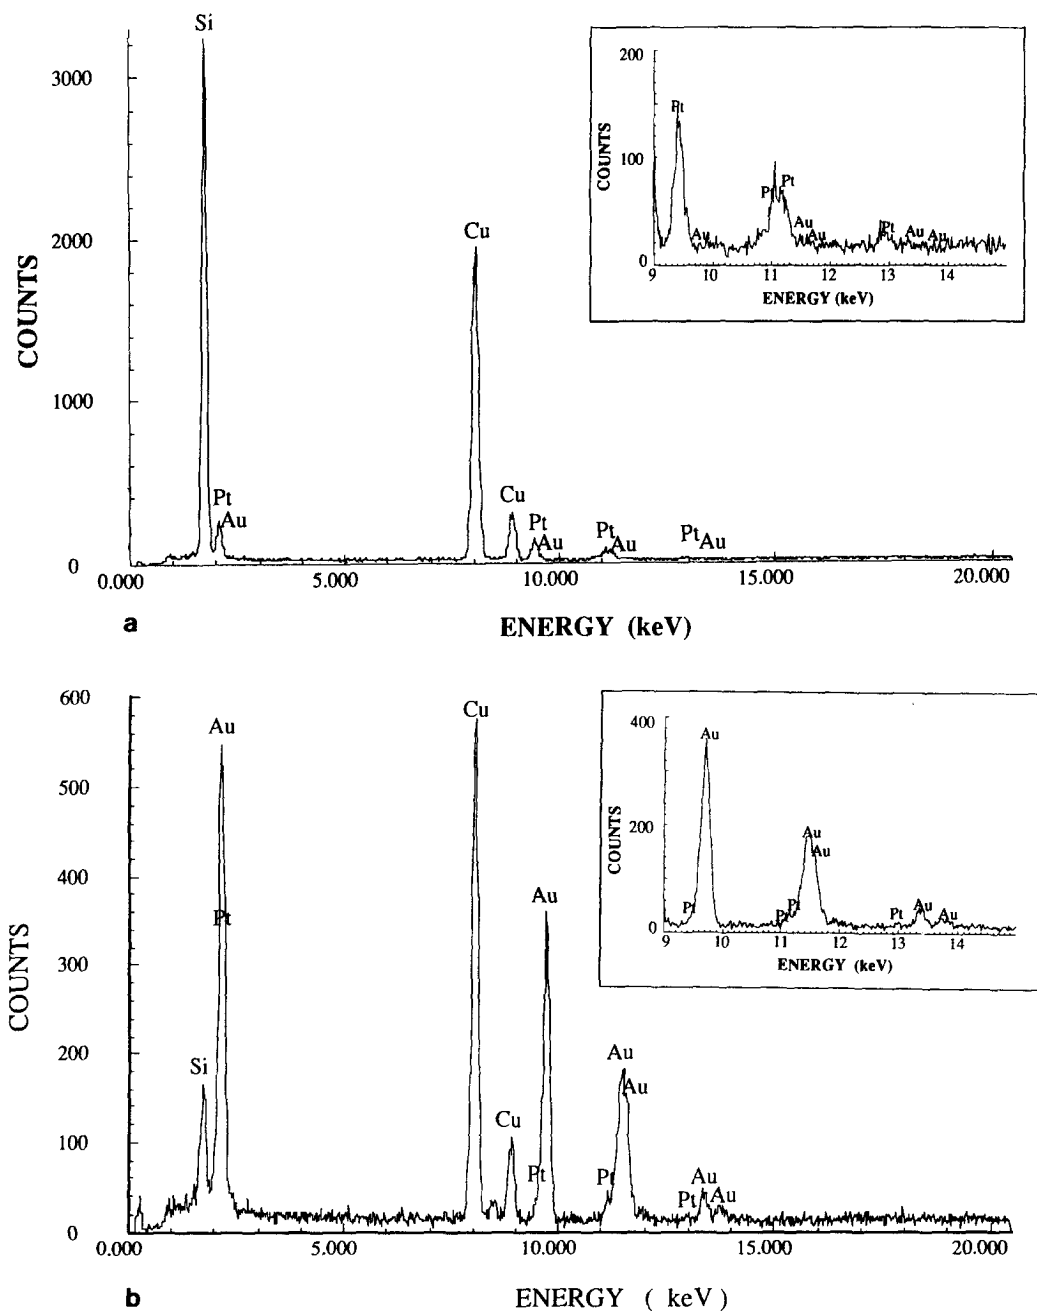 Si
3000
2000
1000
0
COUNTS
Cu
Pt
Au
Cu
Pt
Au
Pt
Au
Pt Au
0.000 5.000 10.000 15.000 20.000
ENERGY (keV)
a
200
100
0
COUNTS
Pt
Au
Pt Pt
Au
Au
Pt
Au Au
9 10 11 12 13 14
ENERGY (keV)
600
500
400
300
200
100
0
COUNTS
Au
Pt
Si
Cu
Cu
Au
Pt
Au
Au
Pt
Au
Pt Au
0.000 5.000 10.000 15.000 20.000
ENERGY ( keV )
b
400
200
0
COUNTS
Au
Pt
Au
Au
Pt Pt
Pt Au Au
9 10 11 12 13 14
ENERGY (keV)